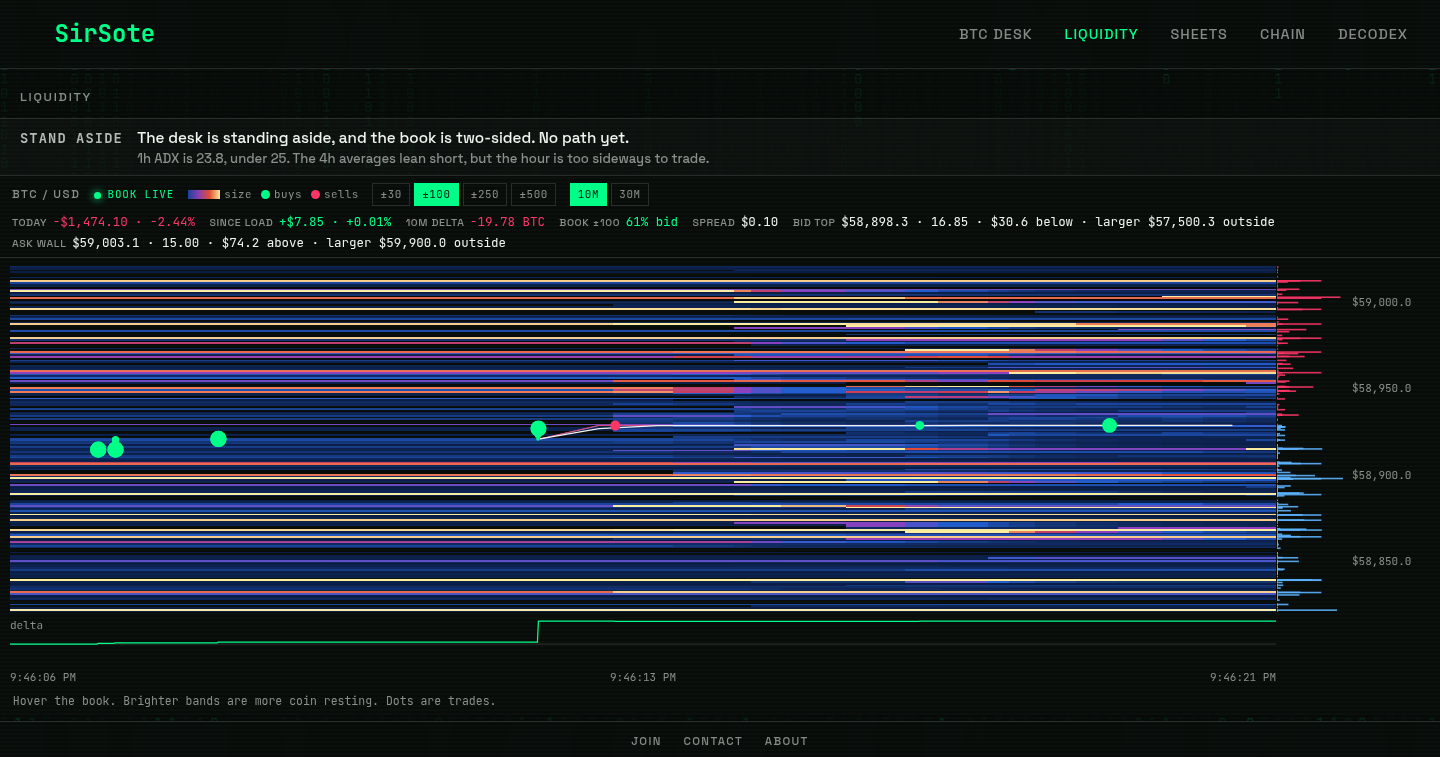 SirSote
BTC DESK LIQUIDITY SHEETS CHAIN DECODEX
LIQUIDITY
STAND ASIDE The desk is standing aside, and the book is two-sided. No path yet.
1h ADX is 23.8, under 25. The 4h averages lean short, but the hour is too sideways to trade.
BTC / USD BOOK LIVE size buys sells ±30 ±100 ±250 ±500 10M 30M
TODAY -$1,474.10 · -2.44% SINCE LOAD +$7.85 · +0.01% 10M DELTA -19.78 BTC BOOK ±100 61% bid SPREAD $0.10 BID TOP $58,898.3 · 16.85 · $30.6 below · larger $57,500.3 outside
ASK WALL $59,003.1 · 15.00 · $74.2 above · larger $59,900.0 outside
$59,000.0
$58,950.0
$58,900.0
$58,850.0
delta
9:46:06 PM 9:46:13 PM 9:46:21 PM
Hover the book. Brighter bands are more coin resting. Dots are trades.
JOIN CONTACT ABOUT